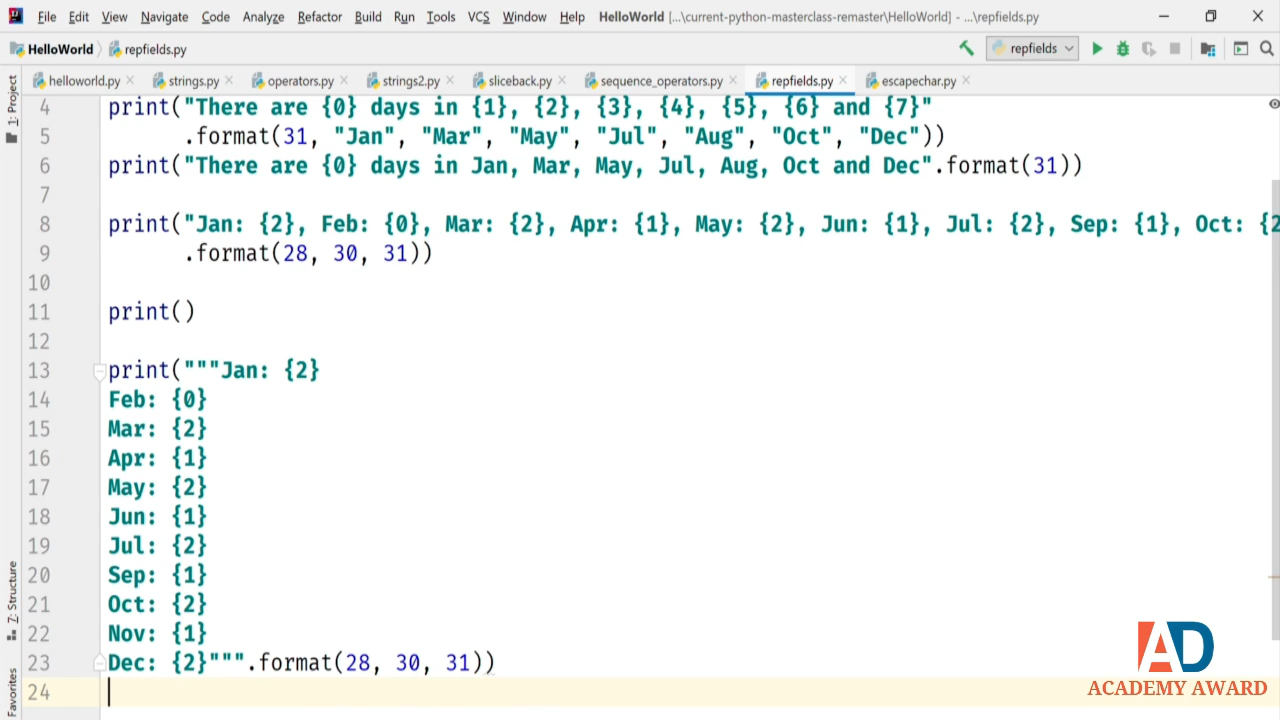 File Edit View Navigate Code Analyze Refactor Build Run Tools VCS Window Help HelloWorld [...\current-python-masterclass-remaster\HelloWorld] - ...\repfields.py
HelloWorld repfields.py repfields
helloworld.py strings.py operators.py strings2.py sliceback.py sequence_operators.py repfields.py escapechar.py
1: Project
4 print("There are {0} days in {1}, {2}, {3}, {4}, {5}, {6} and {7}"
5 .format(31, "Jan", "Mar", "May", "Jul", "Aug", "Oct", "Dec"))
6 print("There are {0} days in Jan, Mar, May, Jul, Aug, Oct and Dec".format(31))
7
8 print("Jan: {2}, Feb: {0}, Mar: {2}, Apr: {1}, May: {2}, Jun: {1}, Jul: {2}, Sep: {1}, Oct: {2
9 .format(28, 30, 31))
10
11 print()
12
13 print("""Jan: {2}
14 Feb: {0}
15 Mar: {2}
16 Apr: {1}
17 May: {2}
18 Jun: {1}
19 Jul: {2}
20 Sep: {1}
21 Oct: {2}
22 Nov: {1}
23 Dec: {2}""".format(28, 30, 31))
24
7: Structure
Favorites
AD
ACADEMY AWARD